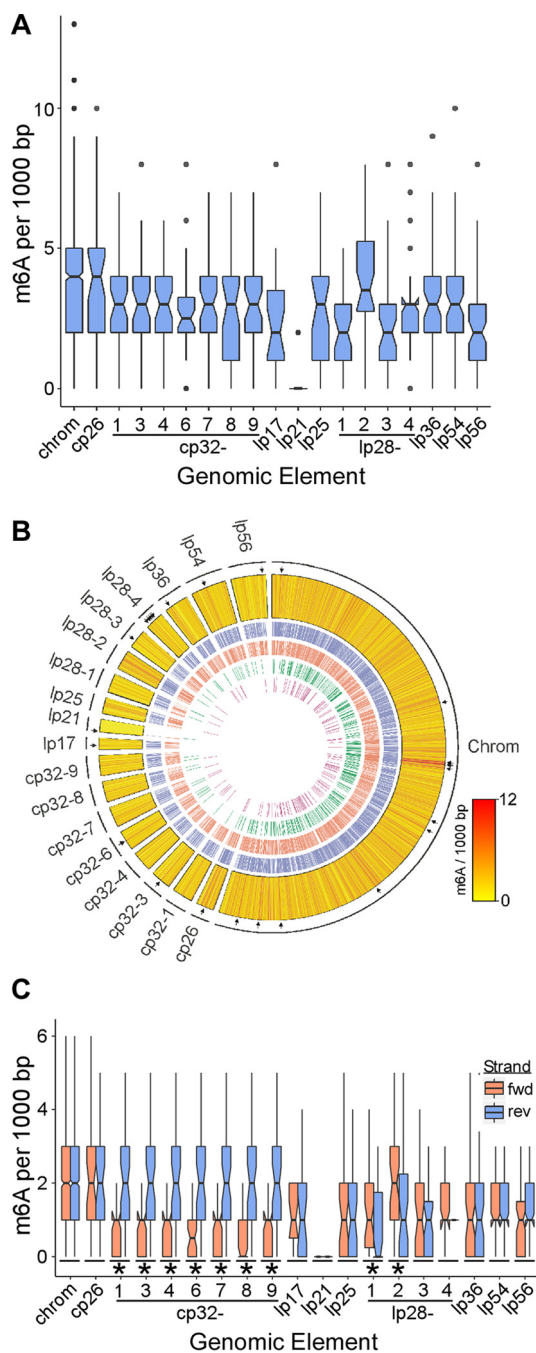 A
m6A per 1000 bp
10
5
0
chrom
cp26
1 3 4 6 7 8 9
cp32-
lp17
lp21
lp25
1 2 3 4
lp28-
lp36
lp54
lp56
Genomic Element
B
lp56
lp54
lp36
lp28-4
lp28-3
lp28-2
lp28-1
lp25
lp21
lp17
cp32-9
cp32-8
cp32-7
cp32-6
cp32-4
cp32-3
cp32-1
cp26
Chrom
m6A / 1000 bp
12
0
C
m6A per 1000 bp
6
4
2
0
Strand
fwd
rev
* * * * * * * * *
chrom
cp26
1 3 4 6 7 8 9
cp32-
lp17
lp21
lp25
1 2 3 4
lp28-
lp36
lp54
lp56
Genomic Element